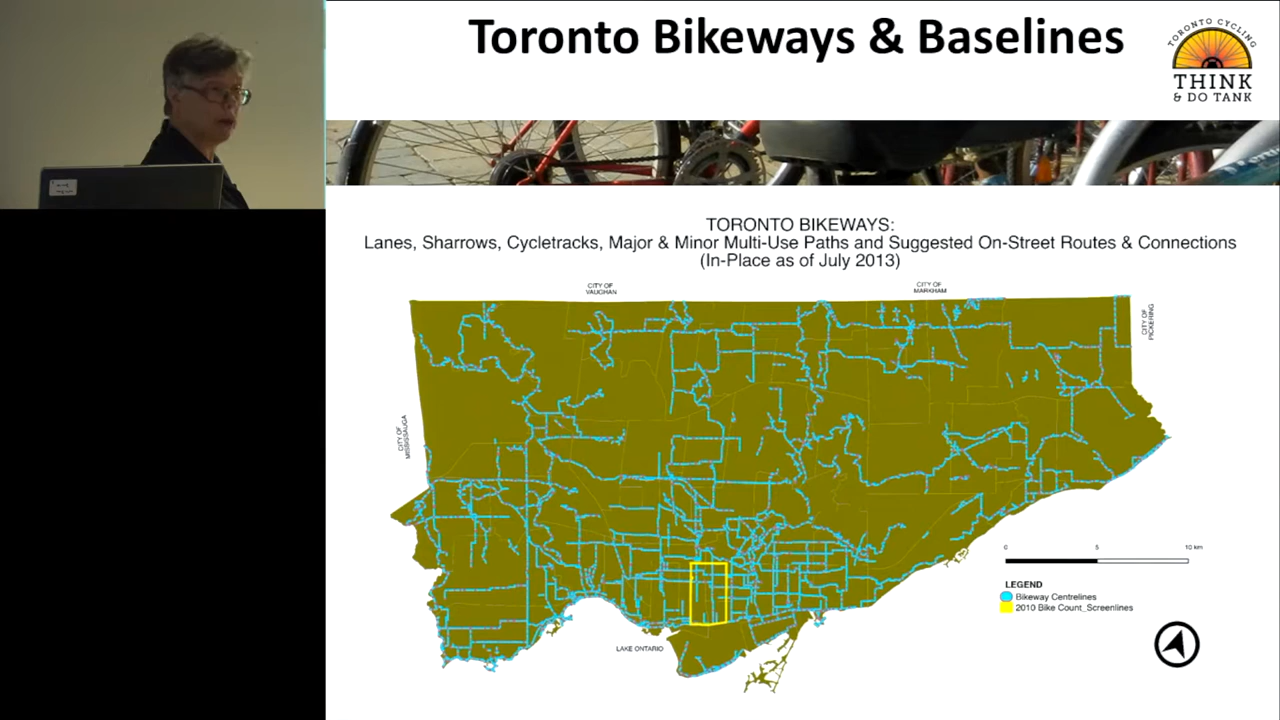 Toronto Bikeways & Baselines
TORONTO CYCLING
THINK
& DO TANK
TORONTO BIKEWAYS:
Lanes, Sharrows, Cycletracks, Major & Minor Multi-Use Paths and Suggested On-Street Routes & Connections
(In-Place as of July 2013)
CITY OF
VAUGHAN
CITY OF
MARKHAM
CITY OF
PICKERING
CITY OF
MISSISSAUGA
0 5 10 km
LEGEND
Bikeway Centrelines
2010 Bike Count_Screenlines
LAKE ONTARIO